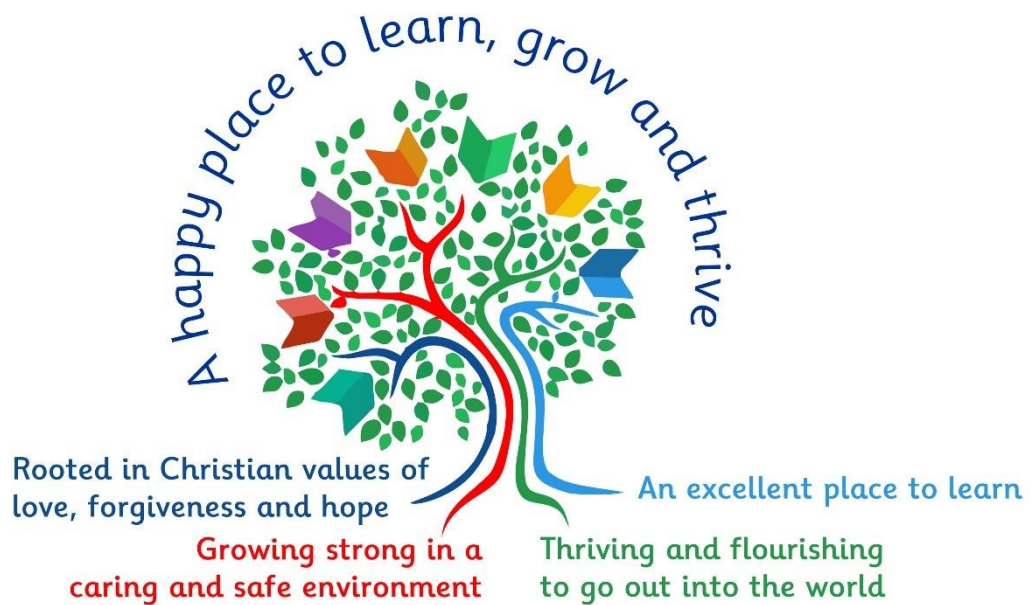 A happy place to learn, grow and thrive
Rooted in Christian values of
love, forgiveness and hope
An excellent place to learn
Growing strong in a
caring and safe environment
Thriving and flourishing
to go out into the world